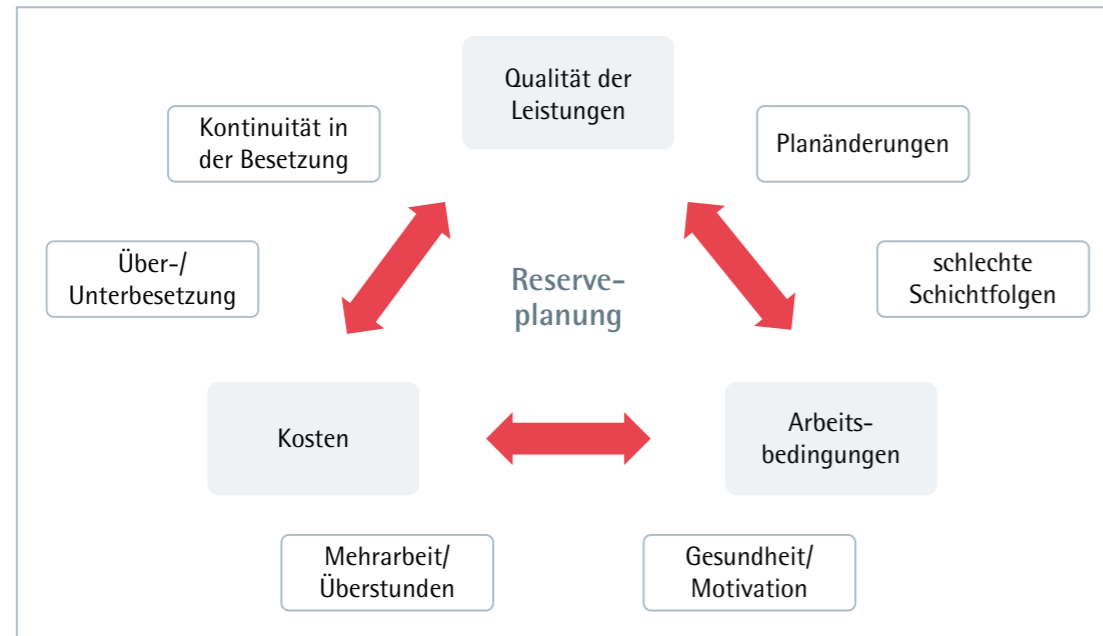 Qualität der
Leistungen
Kontinuität in
der Besetzung
Planänderungen
Über-/
Unterbesetzung
Reserve-
planung
schlechte
Schichtfolgen
Kosten
Arbeits-
bedingungen
Mehrarbeit/
Überstunden
Gesundheit/
Motivation